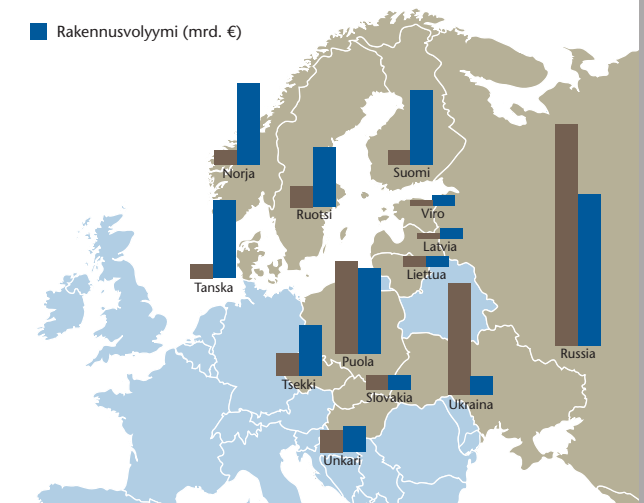 Rakennusvolyymi (mrd. €)
Norja
Suomi
Ruotsi
Viro
Latvia
Liettua
Tanska
Puola
Russia
Tsekki
Slovakia
Ukraina
Unkari